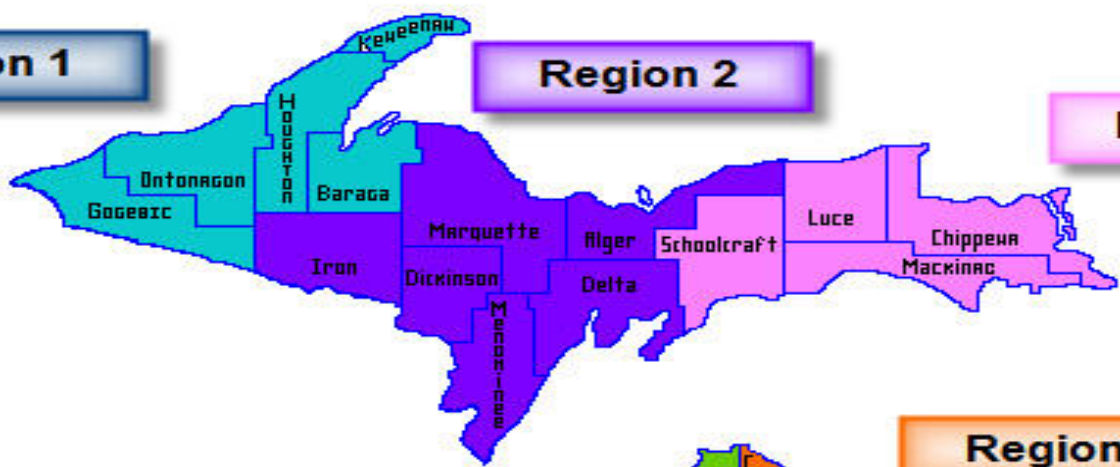 on 1
Region 2
Keweenaw
Houghton
Ontonagon
Baraga
Gogebic
Marquette
Alger
Schoolcraft
Luce
Chippewa
Mackinac
Iron
Dickinson
Delta
Menominee
Region